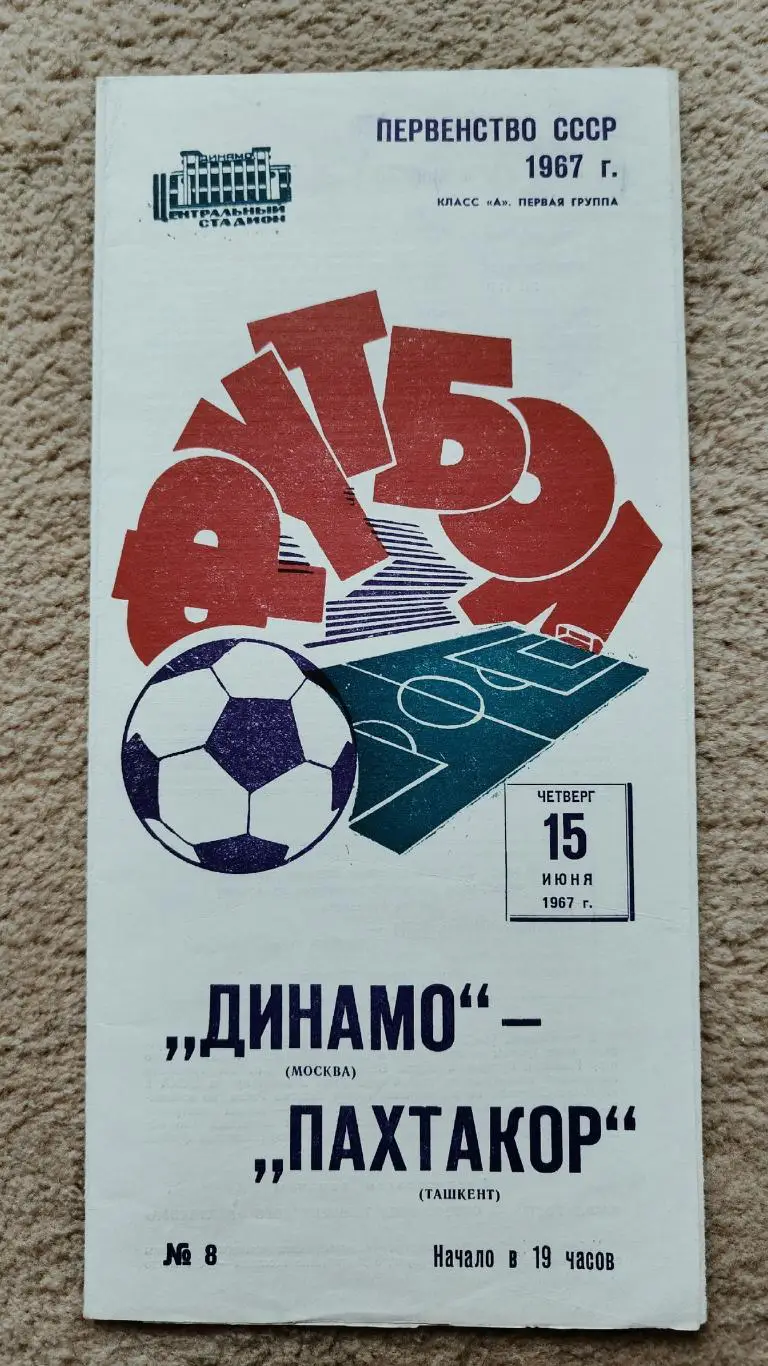 ДИНАМО
ЦЕНТРАЛЬНЫЙ
СТАДИОН
ПЕРВЕНСТВО СССР
1967 г.
КЛАСС «А». ПЕРВАЯ ГРУППА
ФУТБОЛ
ЧЕТВЕРГ
15
ИЮНЯ
1967 г.
„ДИНАМО“ –
(МОСКВА)
„ПАХТАКОР“
(ТАШКЕНТ)
№ 8 Начало в 19 часов